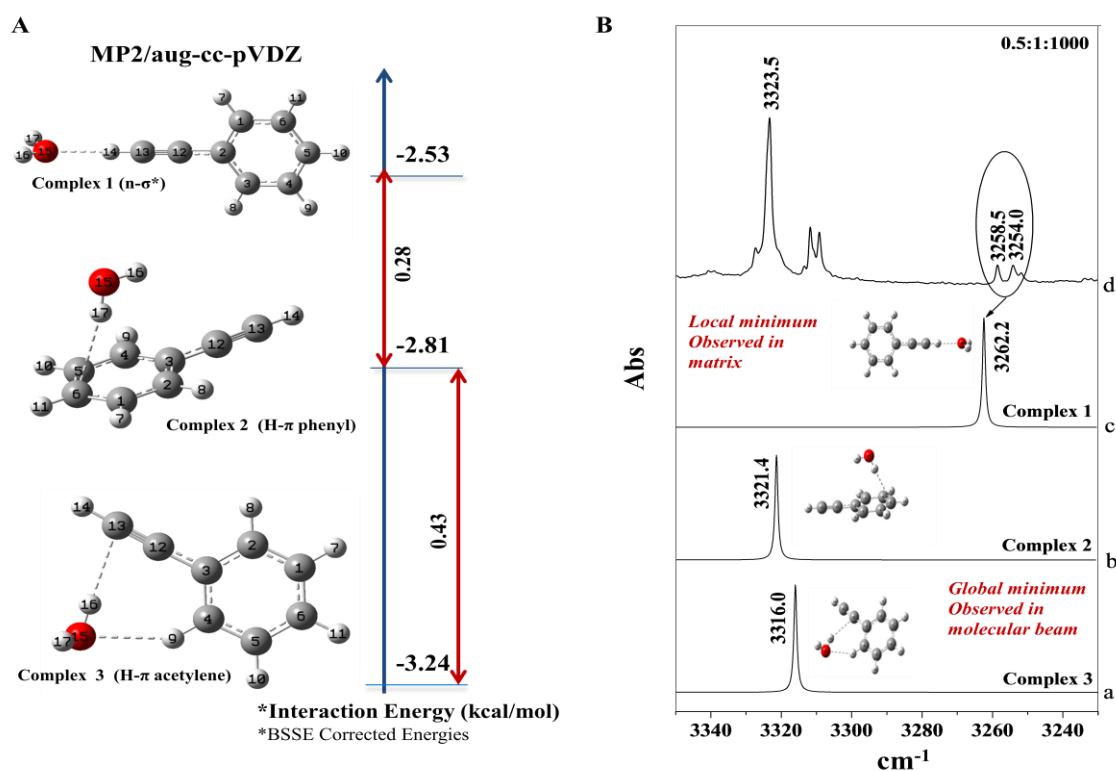 A
MP2/aug-cc-pVDZ
7
11
1
6
17
16
15
14
13
12
2
5
10
3
4
8
9
Complex 1 (n-σ*)
-2.53
0.28
15
16
17
14
13
12
9
10
5
4
3
6
2
8
11
1
7
Complex 2 (H-π phenyl)
-2.81
14
13
12
8
2
7
3
1
16
4
6
17
15
9
5
11
10
Complex 3 (H-π acetylene)
0.43
-3.24
*Interaction Energy (kcal/mol)
*BSSE Corrected Energies
B
0.5:1:1000
3323.5
3258.5
3254.0
d
Local minimum
Observed in
matrix
3262.2
Complex 1
c
3321.4
Complex 2
b
3316.0
Global minimum
Observed in
molecular beam
Complex 3
a
Abs
3340 3320 3300 3280 3260 3240
cm-1